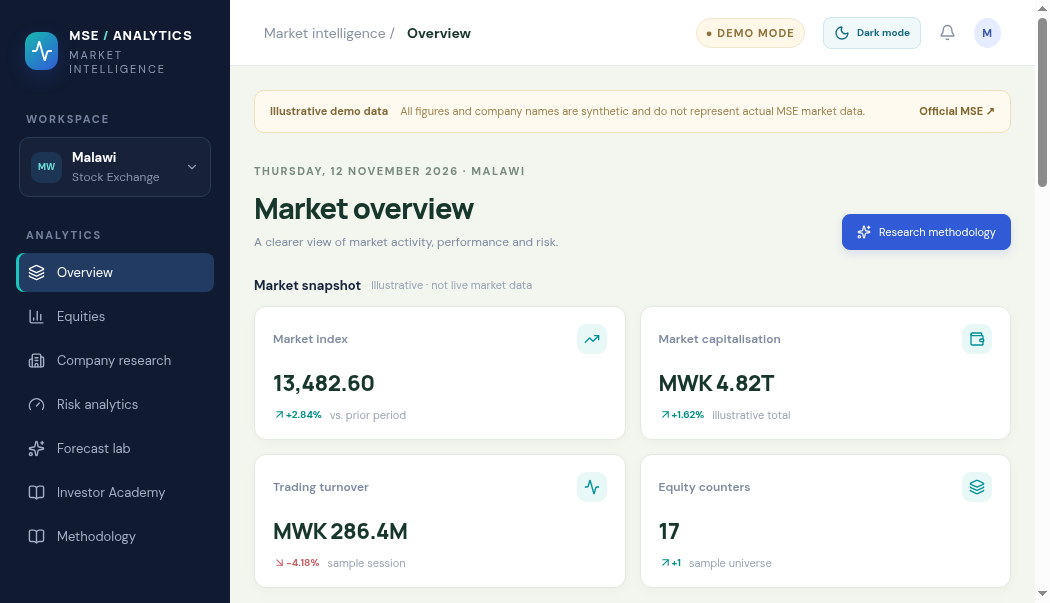 MSE / ANALYTICS
MARKET
INTELLIGENCE
WORKSPACE
MW
Malawi
Stock Exchange
ANALYTICS
Overview
Equities
Company research
Risk analytics
Forecast lab
Investor Academy
Methodology
Market intelligence / Overview
DEMO MODE
Dark mode
M
Illustrative demo data All figures and company names are synthetic and do not represent actual MSE market data. Official MSE ↗
THURSDAY, 12 NOVEMBER 2026 · MALAWI
Market overview
A clearer view of market activity, performance and risk.
Research methodology
Market snapshot Illustrative · not live market data
Market index
13,482.60
+2.84% vs. prior period
Market capitalisation
MWK 4.82T
+1.62% illustrative total
Trading turnover
MWK 286.4M
-4.18% sample session
Equity counters
17
+1 sample universe